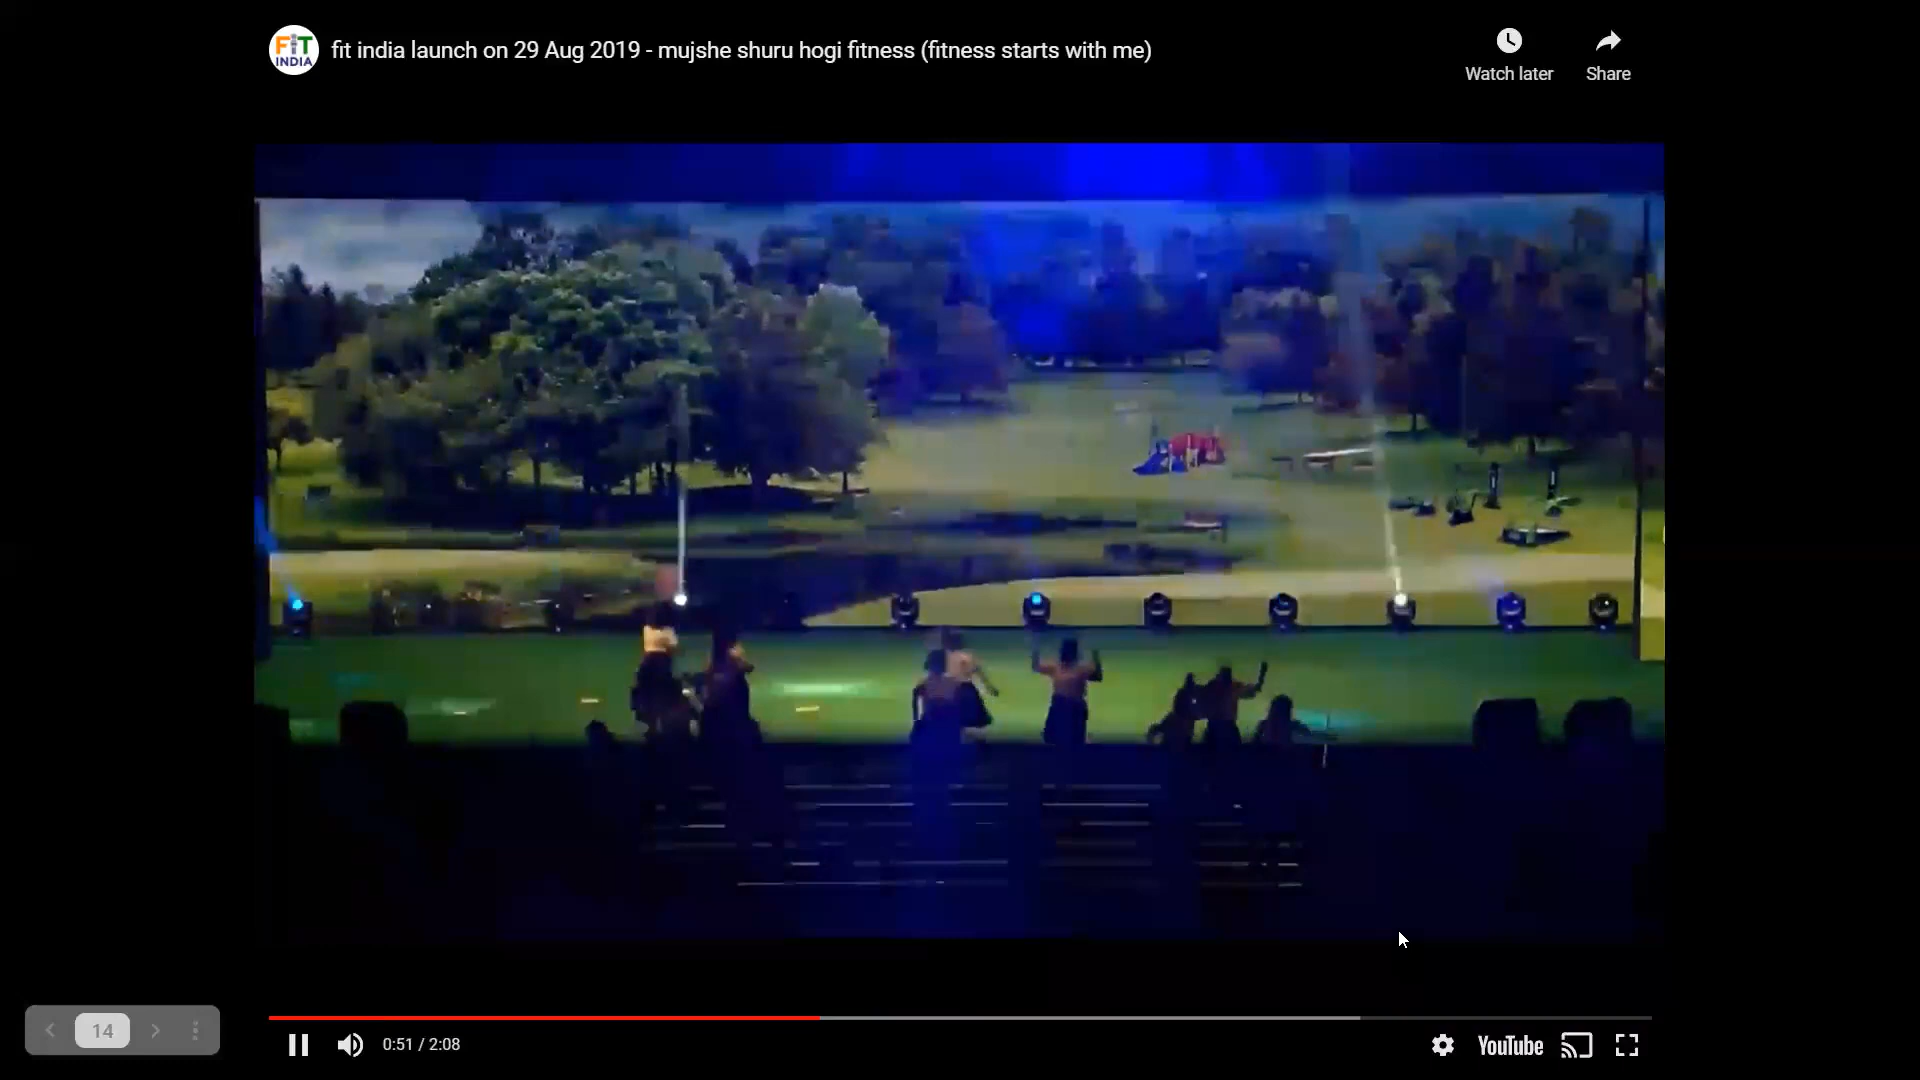 FIT
INDIA
fit india launch on 29 Aug 2019 - mujshe shuru hogi fitness (fitness starts with me)
Watch later
Share
14
0:51 / 2:08
YouTube